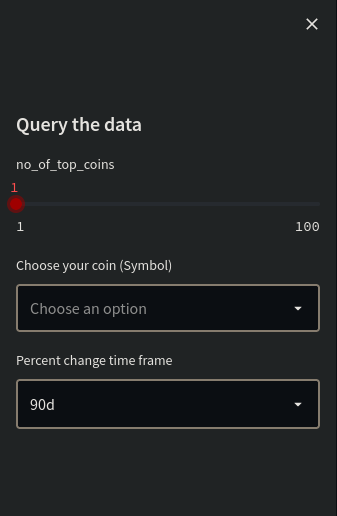 Query the data
no_of_top_coins
1
1 100
Choose your coin (Symbol)
Choose an option
Percent change time frame
90d